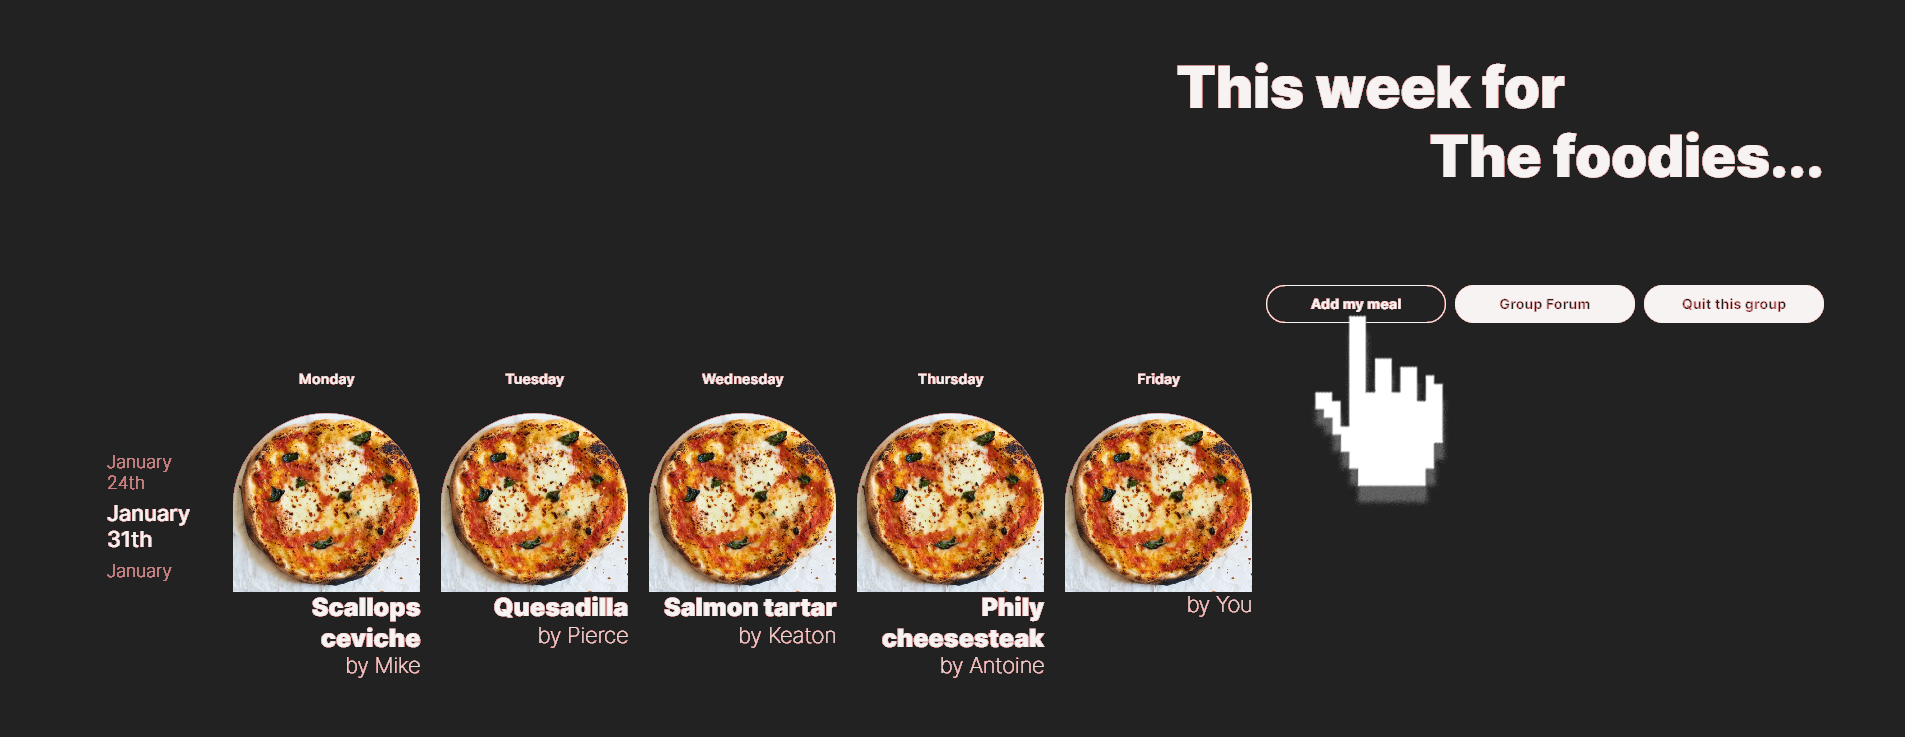 This week for
The foodies...
Add my meal
Group Forum
Quit this group
Monday
Tuesday
Wednesday
Thursday
Friday
January
24th
January
31th
January
Scallops
ceviche
by Mike
Quesadilla
by Pierce
Salmon tartar
by Keaton
Phily
cheesesteak
by Antoine
by You